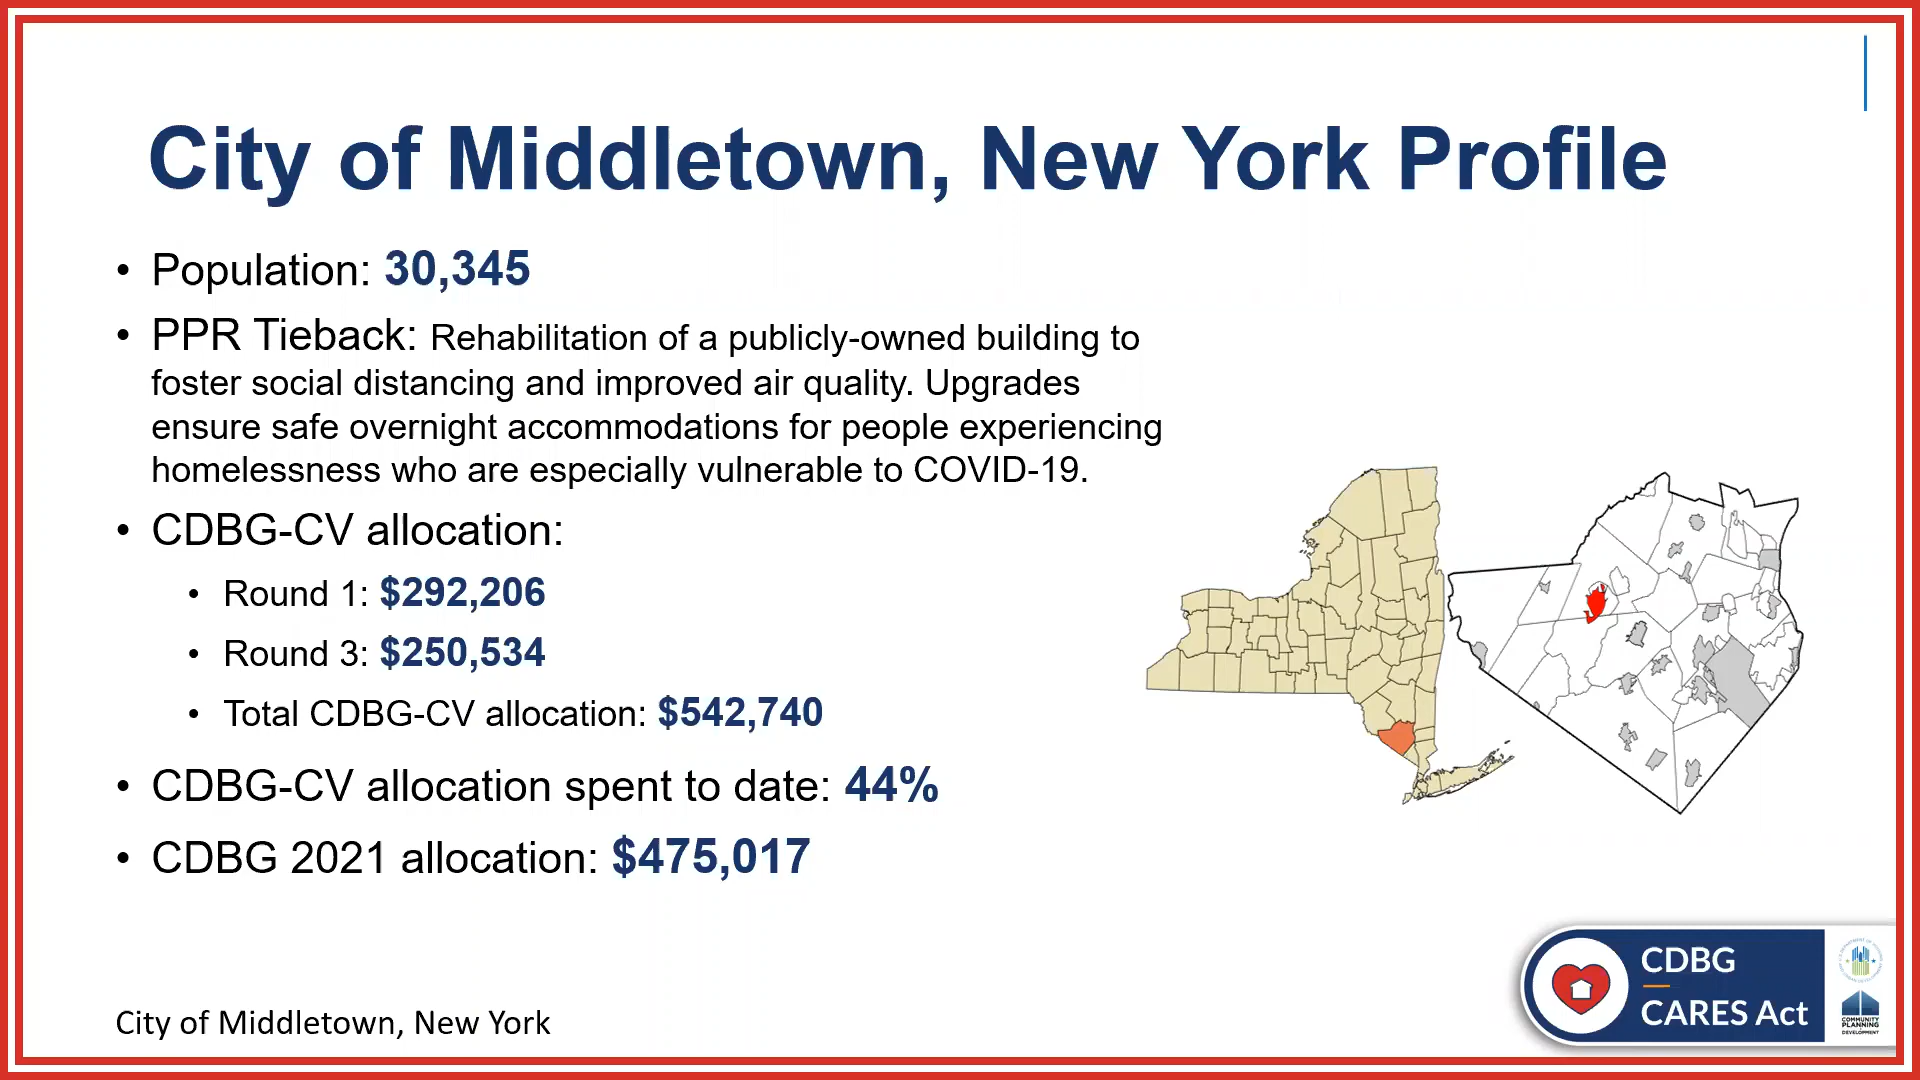 City of Middletown, New York Profile
• Population: 30,345
• PPR Tieback: Rehabilitation of a publicly-owned building to
foster social distancing and improved air quality. Upgrades
ensure safe overnight accommodations for people experiencing
homelessness who are especially vulnerable to COVID-19.
• CDBG-CV allocation:
• Round 1: $292,206
• Round 3: $250,534
• Total CDBG-CV allocation: $542,740
• CDBG-CV allocation spent to date: 44%
• CDBG 2021 allocation: $475,017
CDBG
CARES Act
COMMUNITY
PLANNING
DEVELOPMENT
City of Middletown, New York